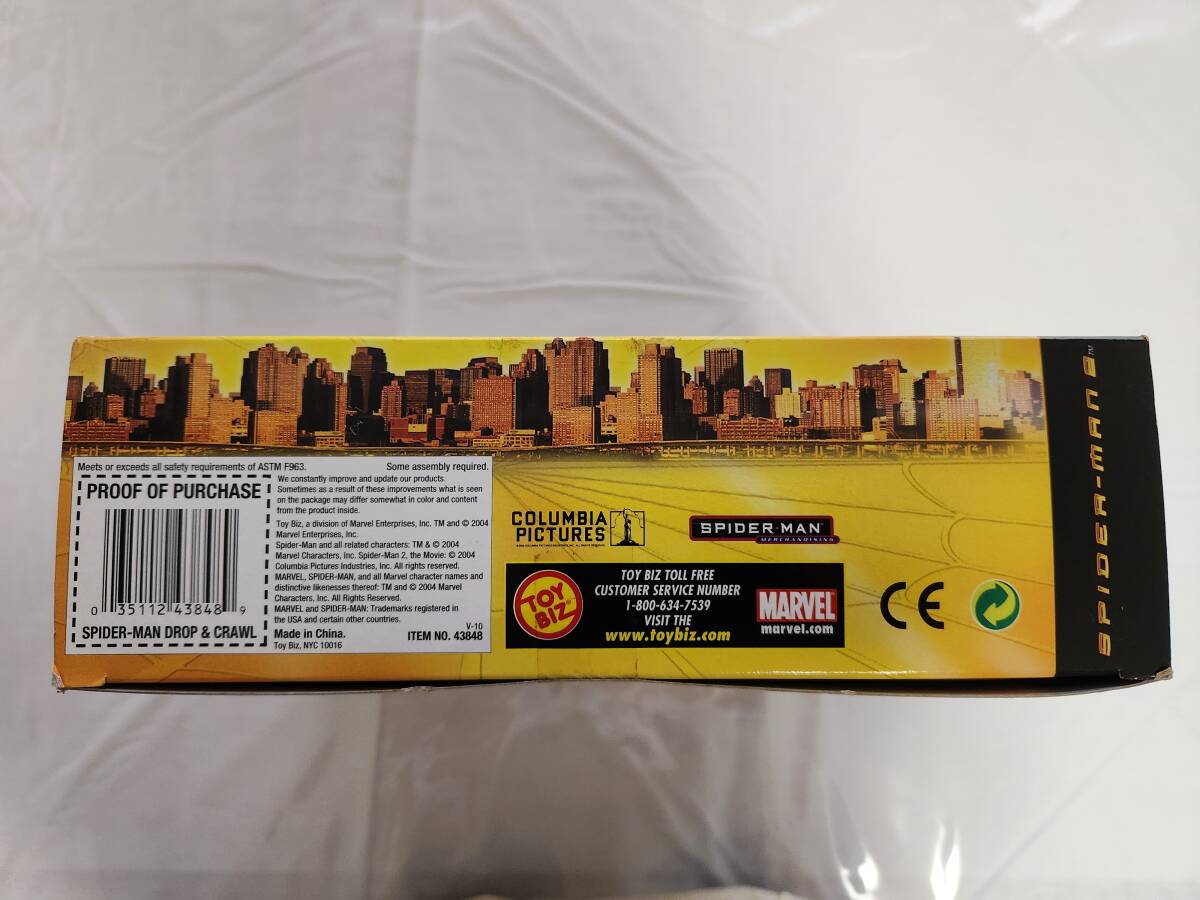 Meets or exceeds all safety requirements of ASTM F963.
Some assembly required.
PROOF OF PURCHASE
0 35112 43848 9
SPIDER-MAN DROP & CRAWL
We constantly improve and update our products.
Sometimes as a result of these improvements what is seen
on the package may differ somewhat in color and content
from the product inside.
Toy Biz, a division of Marvel Enterprises, Inc. TM and © 2004
Marvel Enterprises, Inc.
Spider-Man and all related characters: TM & © 2004
Marvel Characters, Inc. Spider-Man 2, the Movie: © 2004
Columbia Pictures Industries, Inc. All rights reserved.
MARVEL, SPIDER-MAN, and all Marvel character names and
distinctive likenesses thereof: TM and © 2004 Marvel
Characters, Inc. All Rights Reserved.
MARVEL and SPIDER-MAN: Trademarks registered in
the USA and certain other countries.
V-10
Made in China.
ITEM NO. 43848
Toy Biz, NYC 10016
COLUMBIA
PICTURES
SPIDER-MAN
MERCHANDISING
TOY
BIZ
TOY BIZ TOLL FREE
CUSTOMER SERVICE NUMBER
1-800-634-7539
VISIT THE
www.toybiz.com
MARVEL
marvel.com
CE
SPIDER-MAN 2™